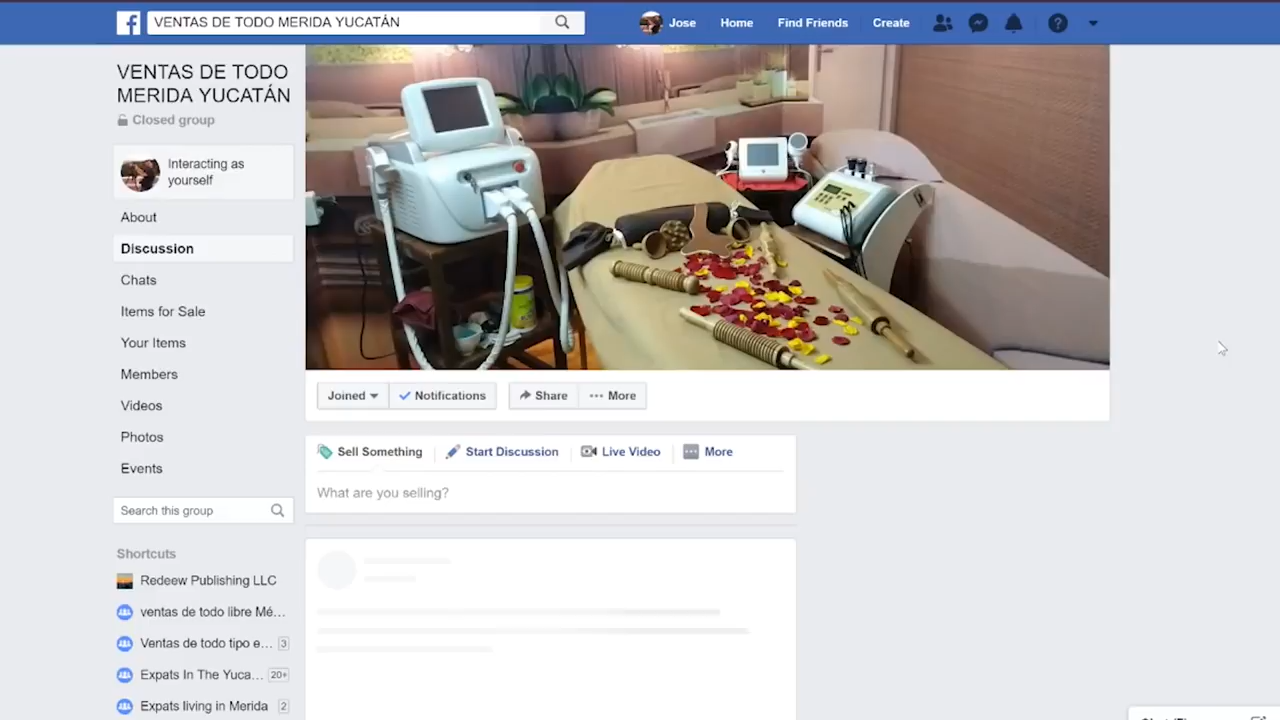 VENTAS DE TODO MERIDA YUCATÁN
Jose
Home
Find Friends
Create
VENTAS DE TODO
MERIDA YUCATÁN
Closed group
Interacting as
yourself
About
Discussion
Chats
Items for Sale
Your Items
Members
Videos
Photos
Events
Search this group
Shortcuts
Redeew Publishing LLC
ventas de todo libre Mé...
Ventas de todo tipo e... 3
Expats In The Yuca... 20+
Expats living in Merida 2
Joined
Notifications
Share
More
Sell Something
Start Discussion
Live Video
More
What are you selling?